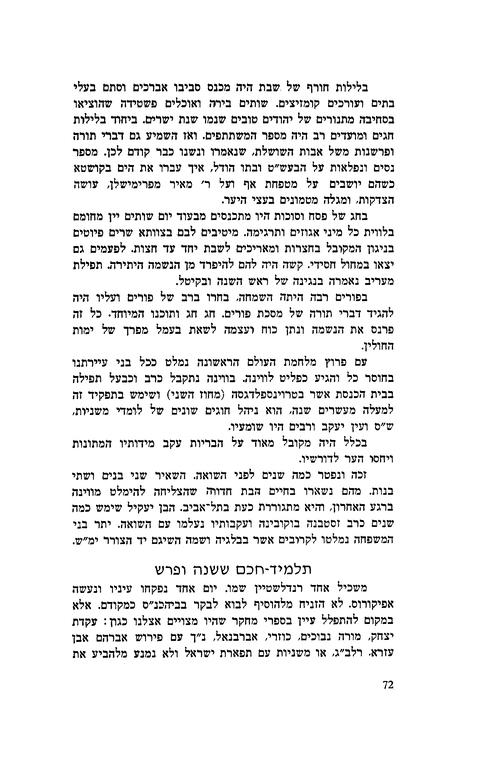 בלילות חורף של שבת היה מכנס סביבו אברכים וסתם בעלי
בתים ועורכים קומזיצים. שותים בירה ואוכלים פשטידה שהוציאו
בסחיבה מתנורים של יהודים טובים שנמו שנת ישרים. ביחוד בלילות
חגים ומועדים רב היה מספר המשתתפים. ואז השמיע גם דברי תורה
ופרשנות משל אבות השושלת, שנאמרו ונשנו כבר קודם לכן. מספר
נסים ונפלאות על הבעש"ט ובתו הודל, איך עברו את הים בקושטא
כשהם יושבים על מטפחת אף ועל ר' מאיר מפרימישלן, עושה
הצדקות, ומגלה מטמונים בעצי היער.
בחג של פסח וסוכות היו מתכנסים מבעוד יום שותים יין מחומם
בלווית כל מיני אגוזים ותרגימה. מיטיבים לבם בצוותא שרים פיוטים
בניגון המקובל בחצרות ומאריכים לשבת יחד עד חצות. לפעמים גם
יצאו במחול חסידי. קשה היה להם להיפרד מן הנשמה היתירה. תפילת
מעריב נאמרה בנגינה של ראש השנה ובקיטל.
בפורים רבה היתה השמחה. בחרו ברב של פורים ועליו היה
להגיד דברי תורה של מסכת פורים. חג חג ותוכנו המיוחד. כל זה
פרנס את הנשמה ונתן כוח ועצמה לשאת בעמל מפרך של ימות
החולין.
עם פרוץ מלחמת העולם הראשונה נמלט ככל בני עיירתנו
בחוסר כל והגיע כפליט לווינה. בווינה נתקבל כרב וכבעל תפילה
בבית הכנסת אשר בטרוינספלדגסה (מחוז השני) ושימש בתפקיד זה
למעלה מעשרים שנה, הוא ניהל חוגים שונים של לומדי משניות,
ש"ס ועין יעקב ורבים היו שומעיו.
בכלל היה מקובל מאוד על הבריות עקב מידותיו המתונות
ויחסו הער לדורשיו.
זכה ונפטר כמה שנים לפני השואה. השאיר שני בנים ושתי
בנות. מהם נשארו בחיים הבת חדוה שהצליחה להימלט מווינה
ברגע האחרון, והיא מתגוררת כעת בתל־אביב. הבן יעקיל שימש כמה
שנים כרב זסטבנה בוקובינה ועקבותיו נעלמו עם השואה. יתר בני
המשפחה נמלטו לקרובים אשר בבלגיה ושמה השיגם יד הצורר ימ"ש.
תלמיד־חכם ששנה ופרש
משכיל אחד רנדלשטיין שמו. יום אחד נפקחו עיניו ונעשה
אפיקורוס. לא הזניח מלהוסיף לבוא לבקר בביהכנ"ס כמקודם. אלא
במקום להתפלל עיין בספרי מחקר שהיו מצויים אצלנו כגון: עקדת
יצחק, מורה נבוכים, כוזרי, אברבנאל, נ"ך עם פירוש אברהם אבן
עזרא. רלב"ג, או משניות עם תפארת ישראל ולא נמנע מלהביע את
72